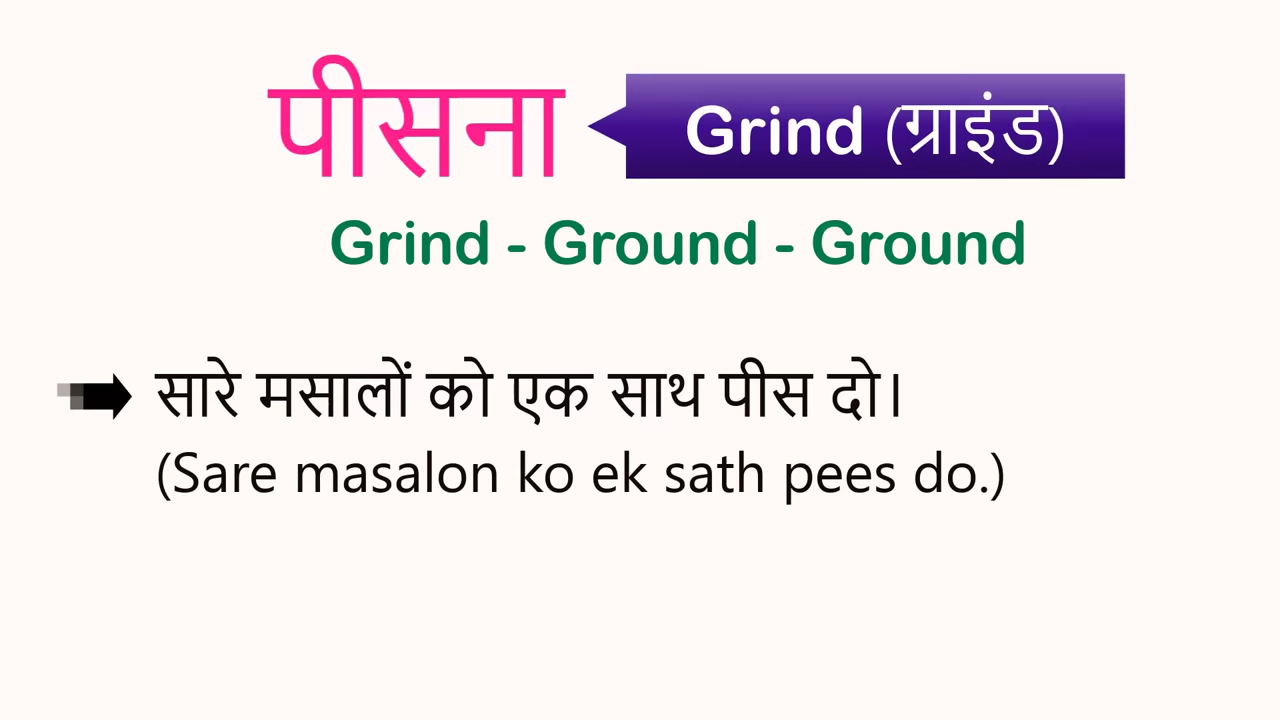 पीसना Grind (ग्राइंड)
Grind - Ground - Ground
सारे मसालों को एक साथ पीस दो।
(Sare masalon ko ek sath pees do.)